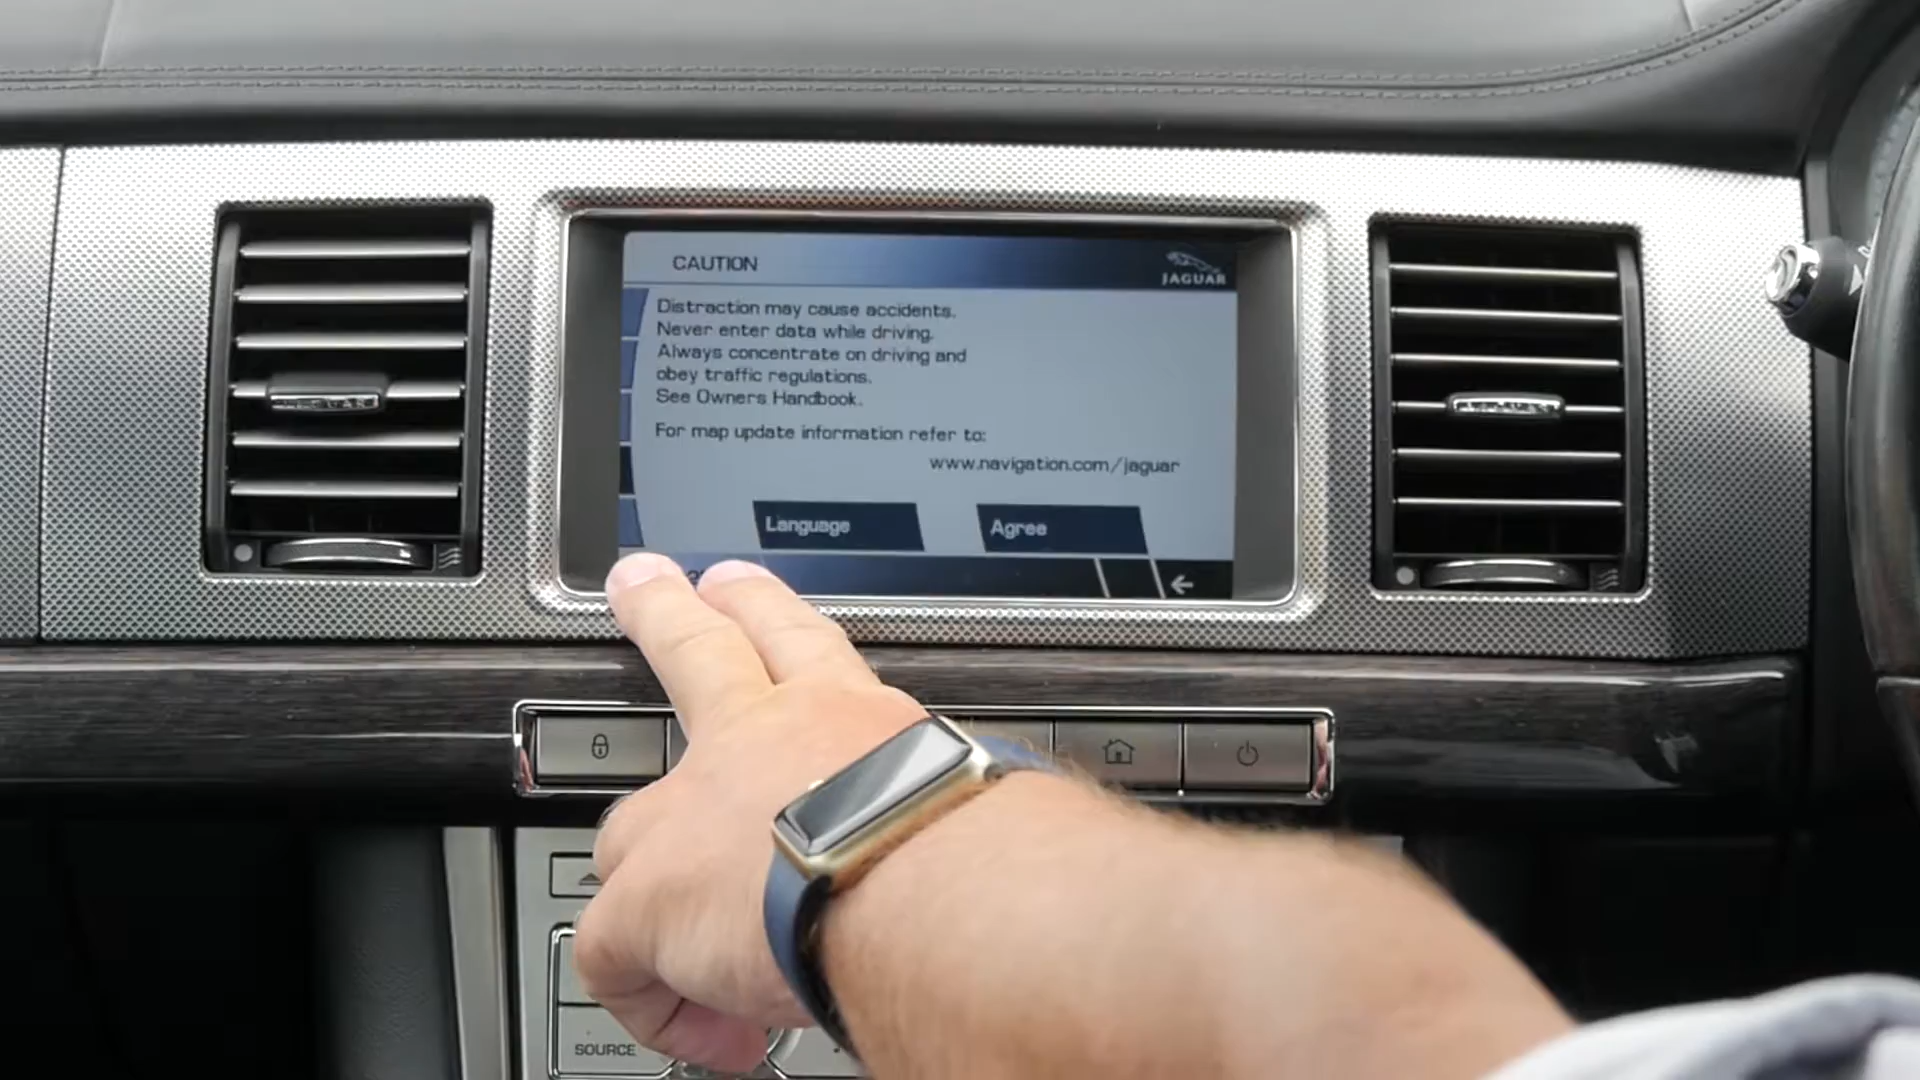 CAUTION
JAGUAR
Distraction may cause accidents.
Never enter data while driving.
Always concentrate on driving and
obey traffic regulations.
See Owners Handbook.
For map update information refer to:
www.navigation.com/jaguar
Language
Agree
SOURCE